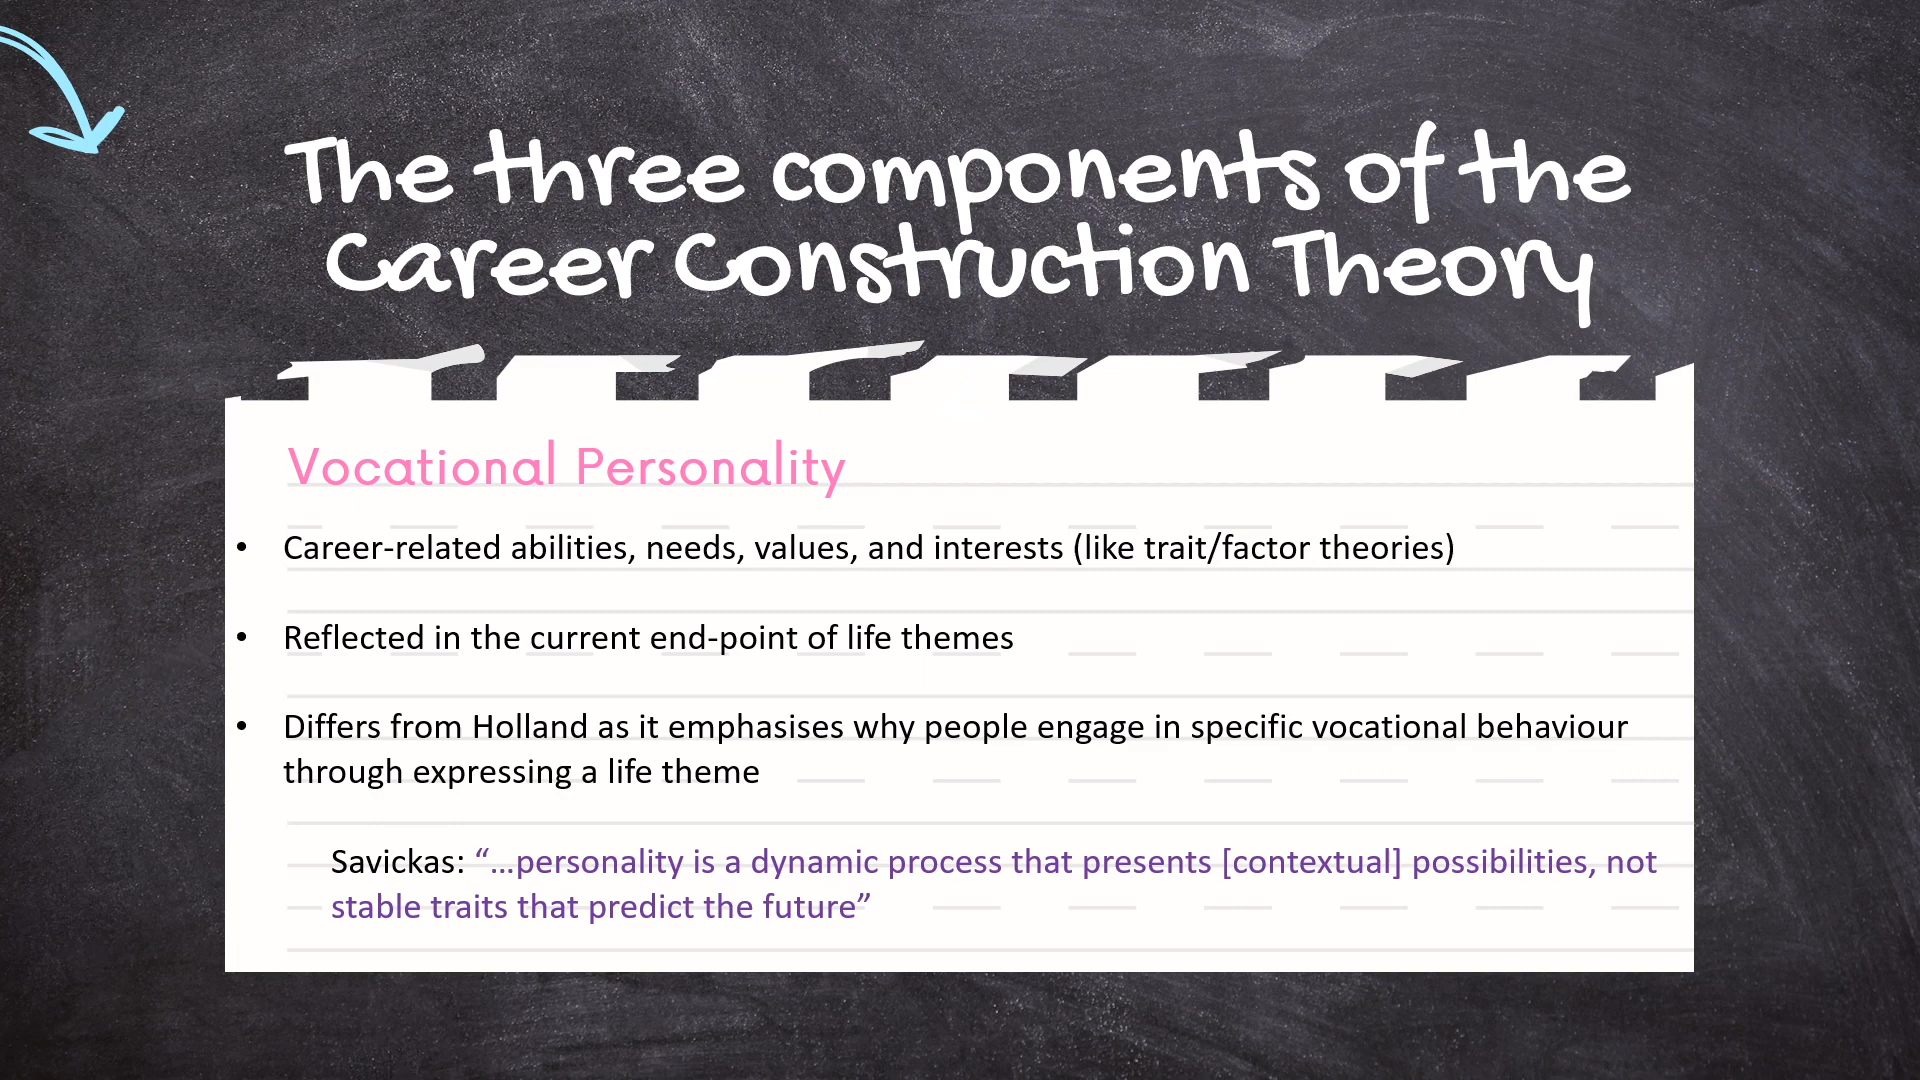 The three components of the
Career Construction Theory
Vocational Personality
• Career-related abilities, needs, values, and interests (like trait/factor theories)
• Reflected in the current end-point of life themes
• Differs from Holland as it emphasises why people engage in specific vocational behaviour
through expressing a life theme
Savickas: “…personality is a dynamic process that presents [contextual] possibilities, not
stable traits that predict the future”